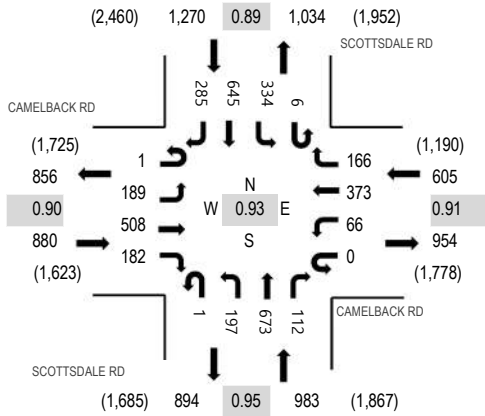 (2,460) 1,270 0.89 1,034 (1,952)
SCOTTSDALE RD
CAMELBACK RD
285 645 334 6
(1,725)
856
0.90
880
(1,623)
1
189
508
182
N
W 0.93 E
S
166
373
66
0
(1,190)
605
0.91
954
(1,778)
1 197 673 112
CAMELBACK RD
SCOTTSDALE RD
(1,685) 894 0.95 983 (1,867)